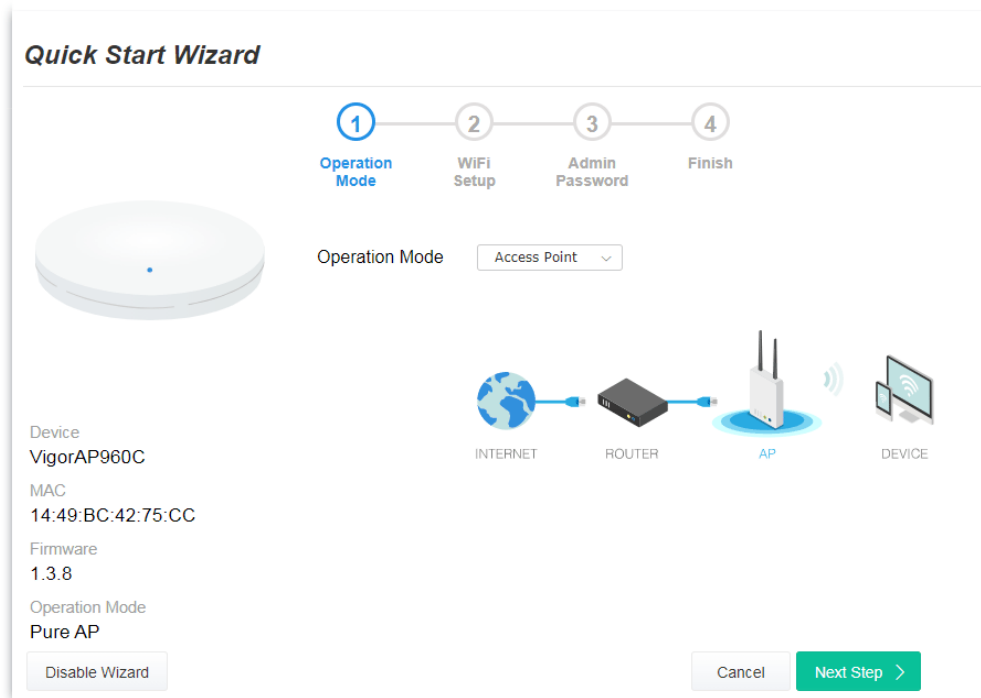 Quick Start Wizard
1
2
3
4
Operation
Mode
WiFi
Setup
Admin
Password
Finish
Operation Mode
Access Point
INTERNET
ROUTER
AP
DEVICE
Device
VigorAP960C
MAC
14:49:BC:42:75:CC
Firmware
1.3.8
Operation Mode
Pure AP
Disable Wizard
Cancel
Next Step